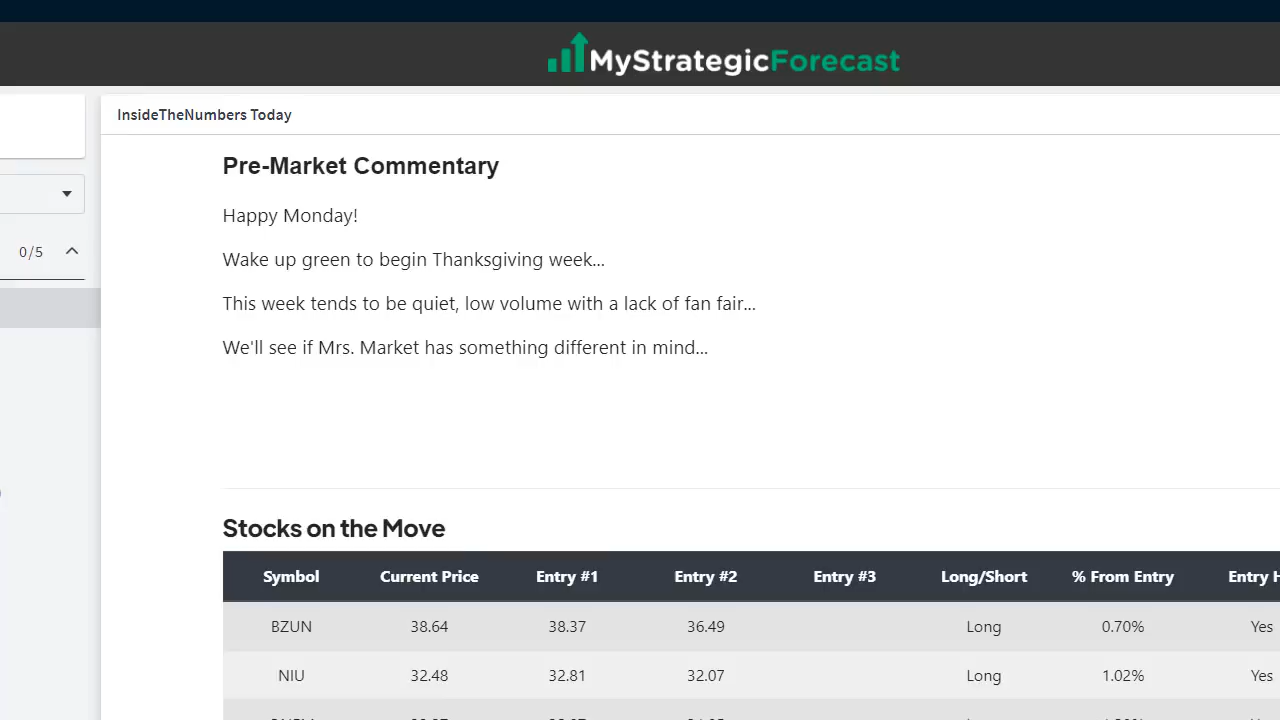 MyStrategicForecast
InsideTheNumbers Today
Pre-Market Commentary
Happy Monday!
0/5
Wake up green to begin Thanksgiving week...
This week tends to be quiet, low volume with a lack of fan fair...
We'll see if Mrs. Market has something different in mind...
Stocks on the Move
Symbol Current Price Entry #1 Entry #2 Entry #3 Long/Short % From Entry Entry
BZUN 38.64 38.37 36.49 Long 0.70% Yes
NIU 32.48 32.81 32.07 Long 1.02% Yes